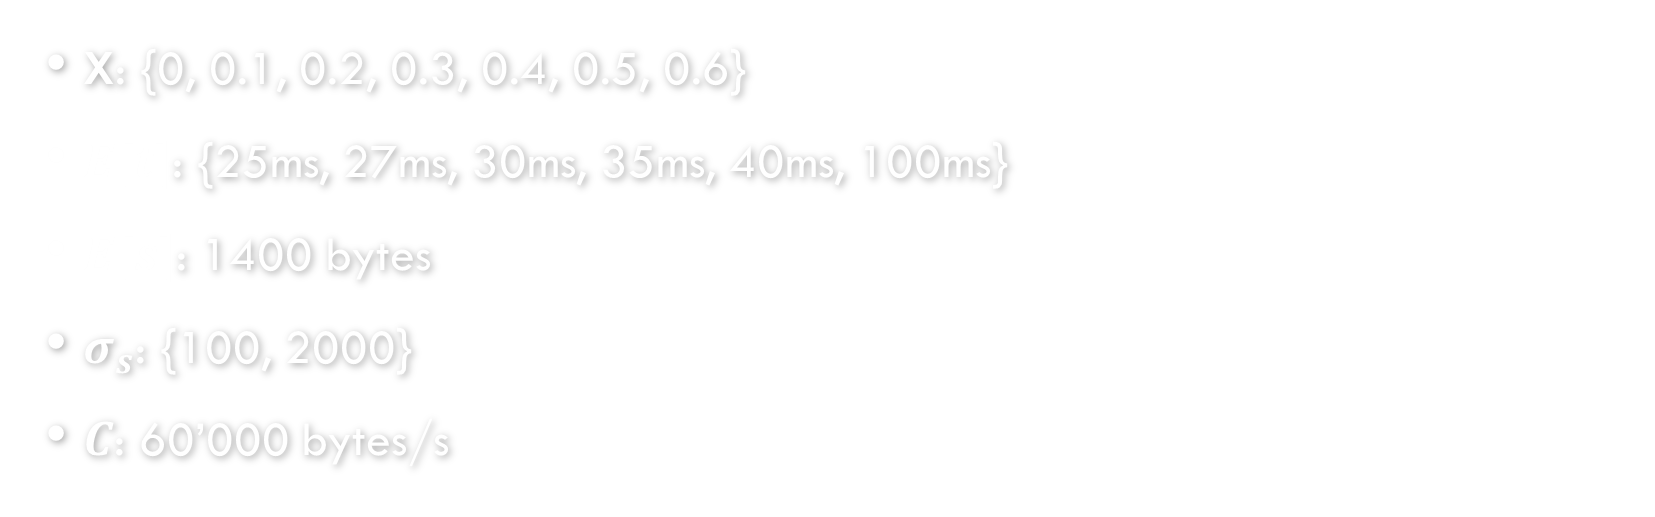 • X: {0, 0.1, 0.2, 0.3, 0.4, 0.5, 0.6}
: {25ms, 27ms, 30ms, 35ms, 40ms, 100ms}
: 1400 bytes
• σₛ: {100, 2000}
• C: 60’000 bytes/s